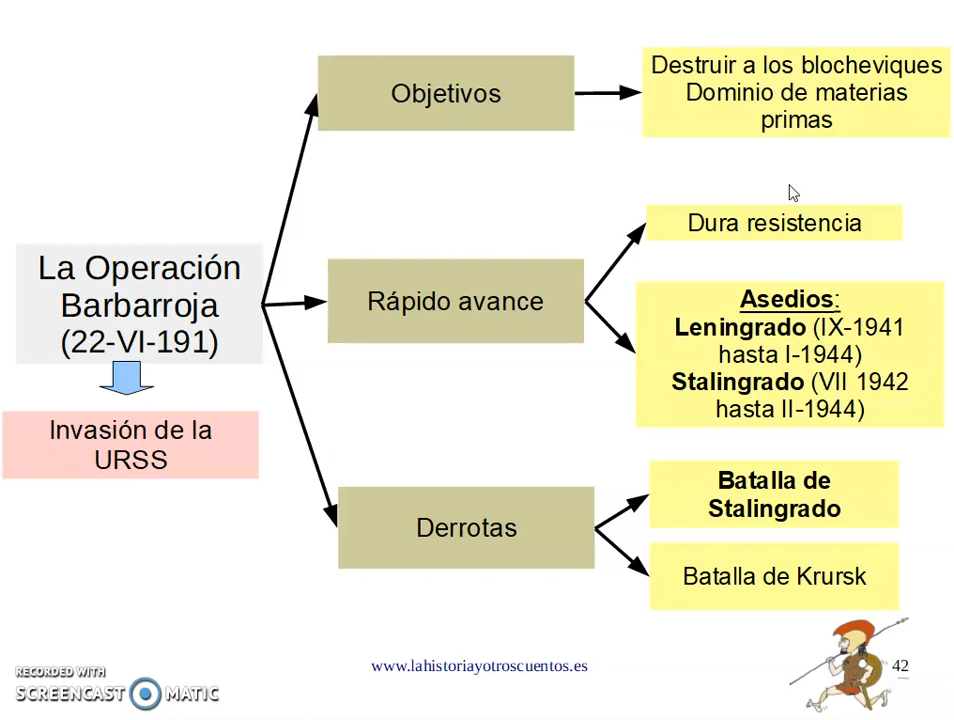 Objetivos
Destruir a los blocheviques
Dominio de materias
primas
La Operación
Barbarroja
(22-VI-191)
Invasión de la
URSS
Rápido avance
Dura resistencia
Asedios:
Leningrado (IX-1941
hasta I-1944)
Stalingrado (VII 1942
hasta II-1944)
Derrotas
Batalla de
Stalingrado
Batalla de Krursk
RECORDED WITH
SCREENCAST MATIC
www.lahistoriayotroscuentos.es
42